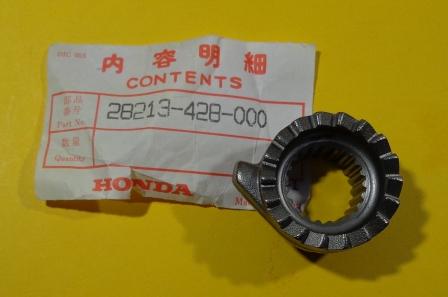 内容明細
CONTENTS
部品番号
Part No.
28213-428-000
数量
Quantity
HONDA